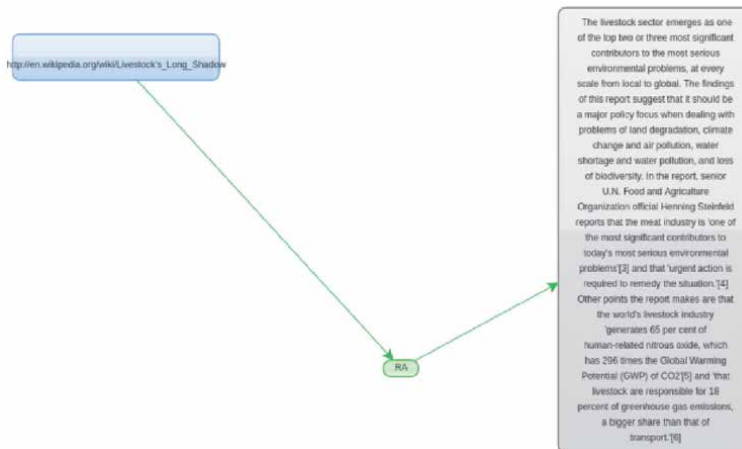 http://en.wikipedia.org/wiki/Livestock's_Long_Shadow
RA
The livestock sector emerges as one
of the top two or three most significant
contributors to the most serious
environmental problems, at every
scale from local to global. The findings
of this report suggest that it should be
a major policy focus when dealing with
problems of land degradation, climate
change and air pollution, water
shortage and water pollution, and loss
of biodiversity. In the report, senior
U.N. Food and Agriculture
Organization official Henning Steinfeld
reports that the meat industry is 'one of
the most significant contributors to
today's most serious environmental
problems'[3] and that 'urgent action is
required to remedy the situation.'[4]
Other points the report makes are that
the world's livestock industry
'generates 65 per cent of
human-related nitrous oxide, which
has 296 times the Global Warming
Potential (GWP) of CO2'[5] and 'that
livestock are responsible for 18
percent of greenhouse gas emissions,
a bigger share than that of
transport.'[6]